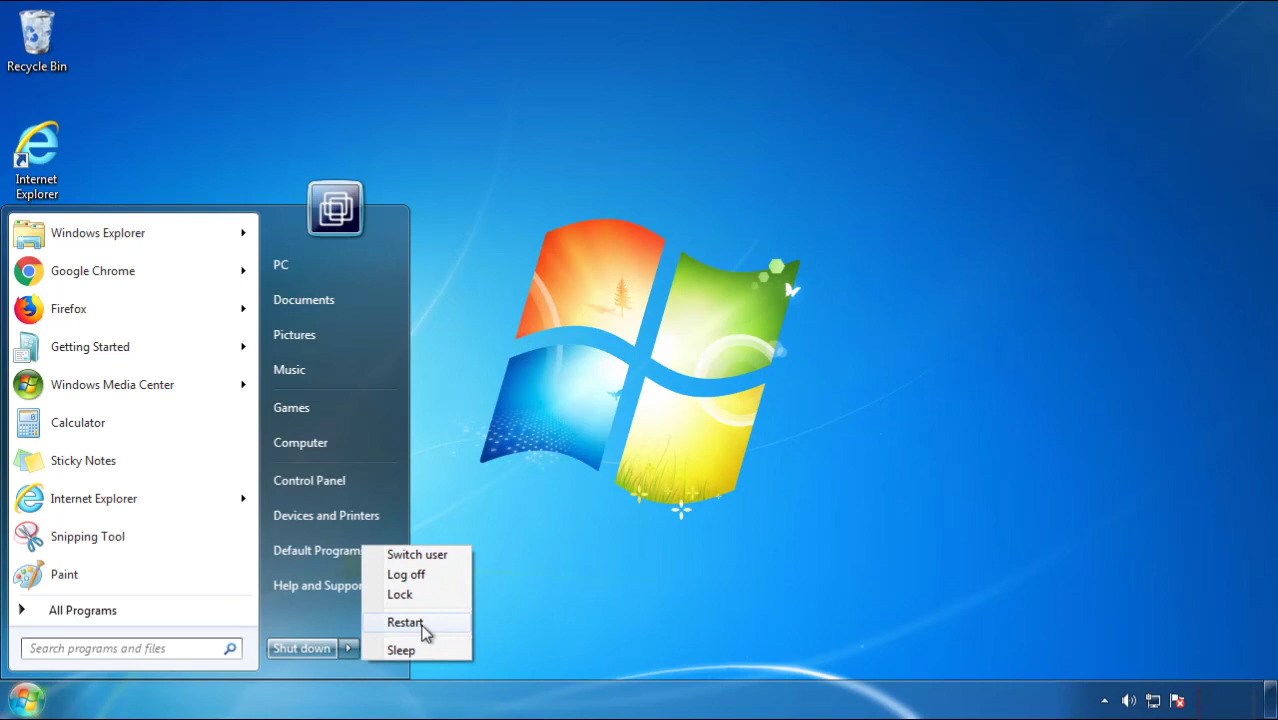 Recycle Bin
Internet
Explorer
Windows Explorer
Google Chrome
Firefox
Getting Started
Windows Media Center
Calculator
Sticky Notes
Internet Explorer
Snipping Tool
Paint
All Programs
Search programs and files
PC
Documents
Pictures
Music
Games
Computer
Control Panel
Devices and Printers
Default Program
Help and Suppor
Shut down
Switch user
Log off
Lock
Restart
Sleep